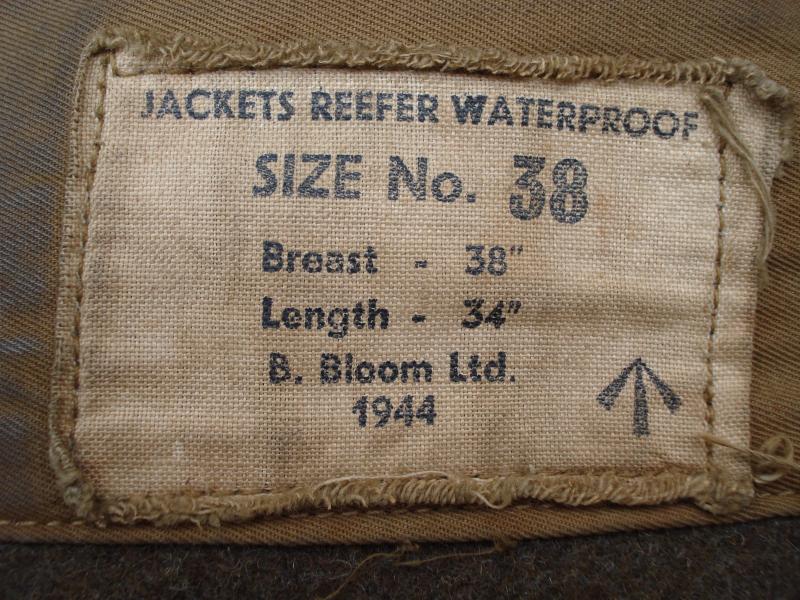 JACKETS REEFER WATERPROOF
SIZE No. 38
Breast - 38"
Length - 34"
B. Bloom Ltd.
1944